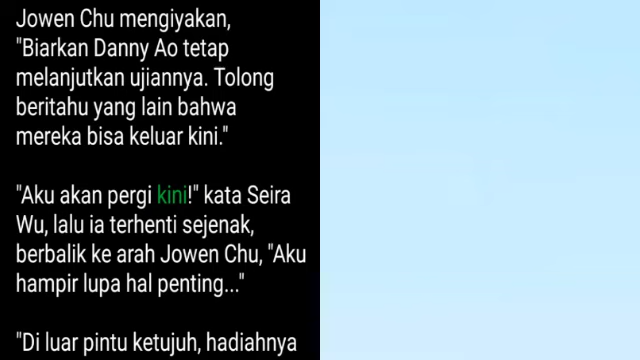 Jowen Chu mengiyakan,
"Biarkan Danny Ao tetap
melanjutkan ujiannya. Tolong
beritahu yang lain bahwa
mereka bisa keluar kini."
"Aku akan pergi kini!" kata Seira
Wu, lalu ia terhenti sejenak,
berbalik ke arah Jowen Chu, "Aku
hampir lupa hal penting..."
"Di luar pintu ketujuh, hadiahnya